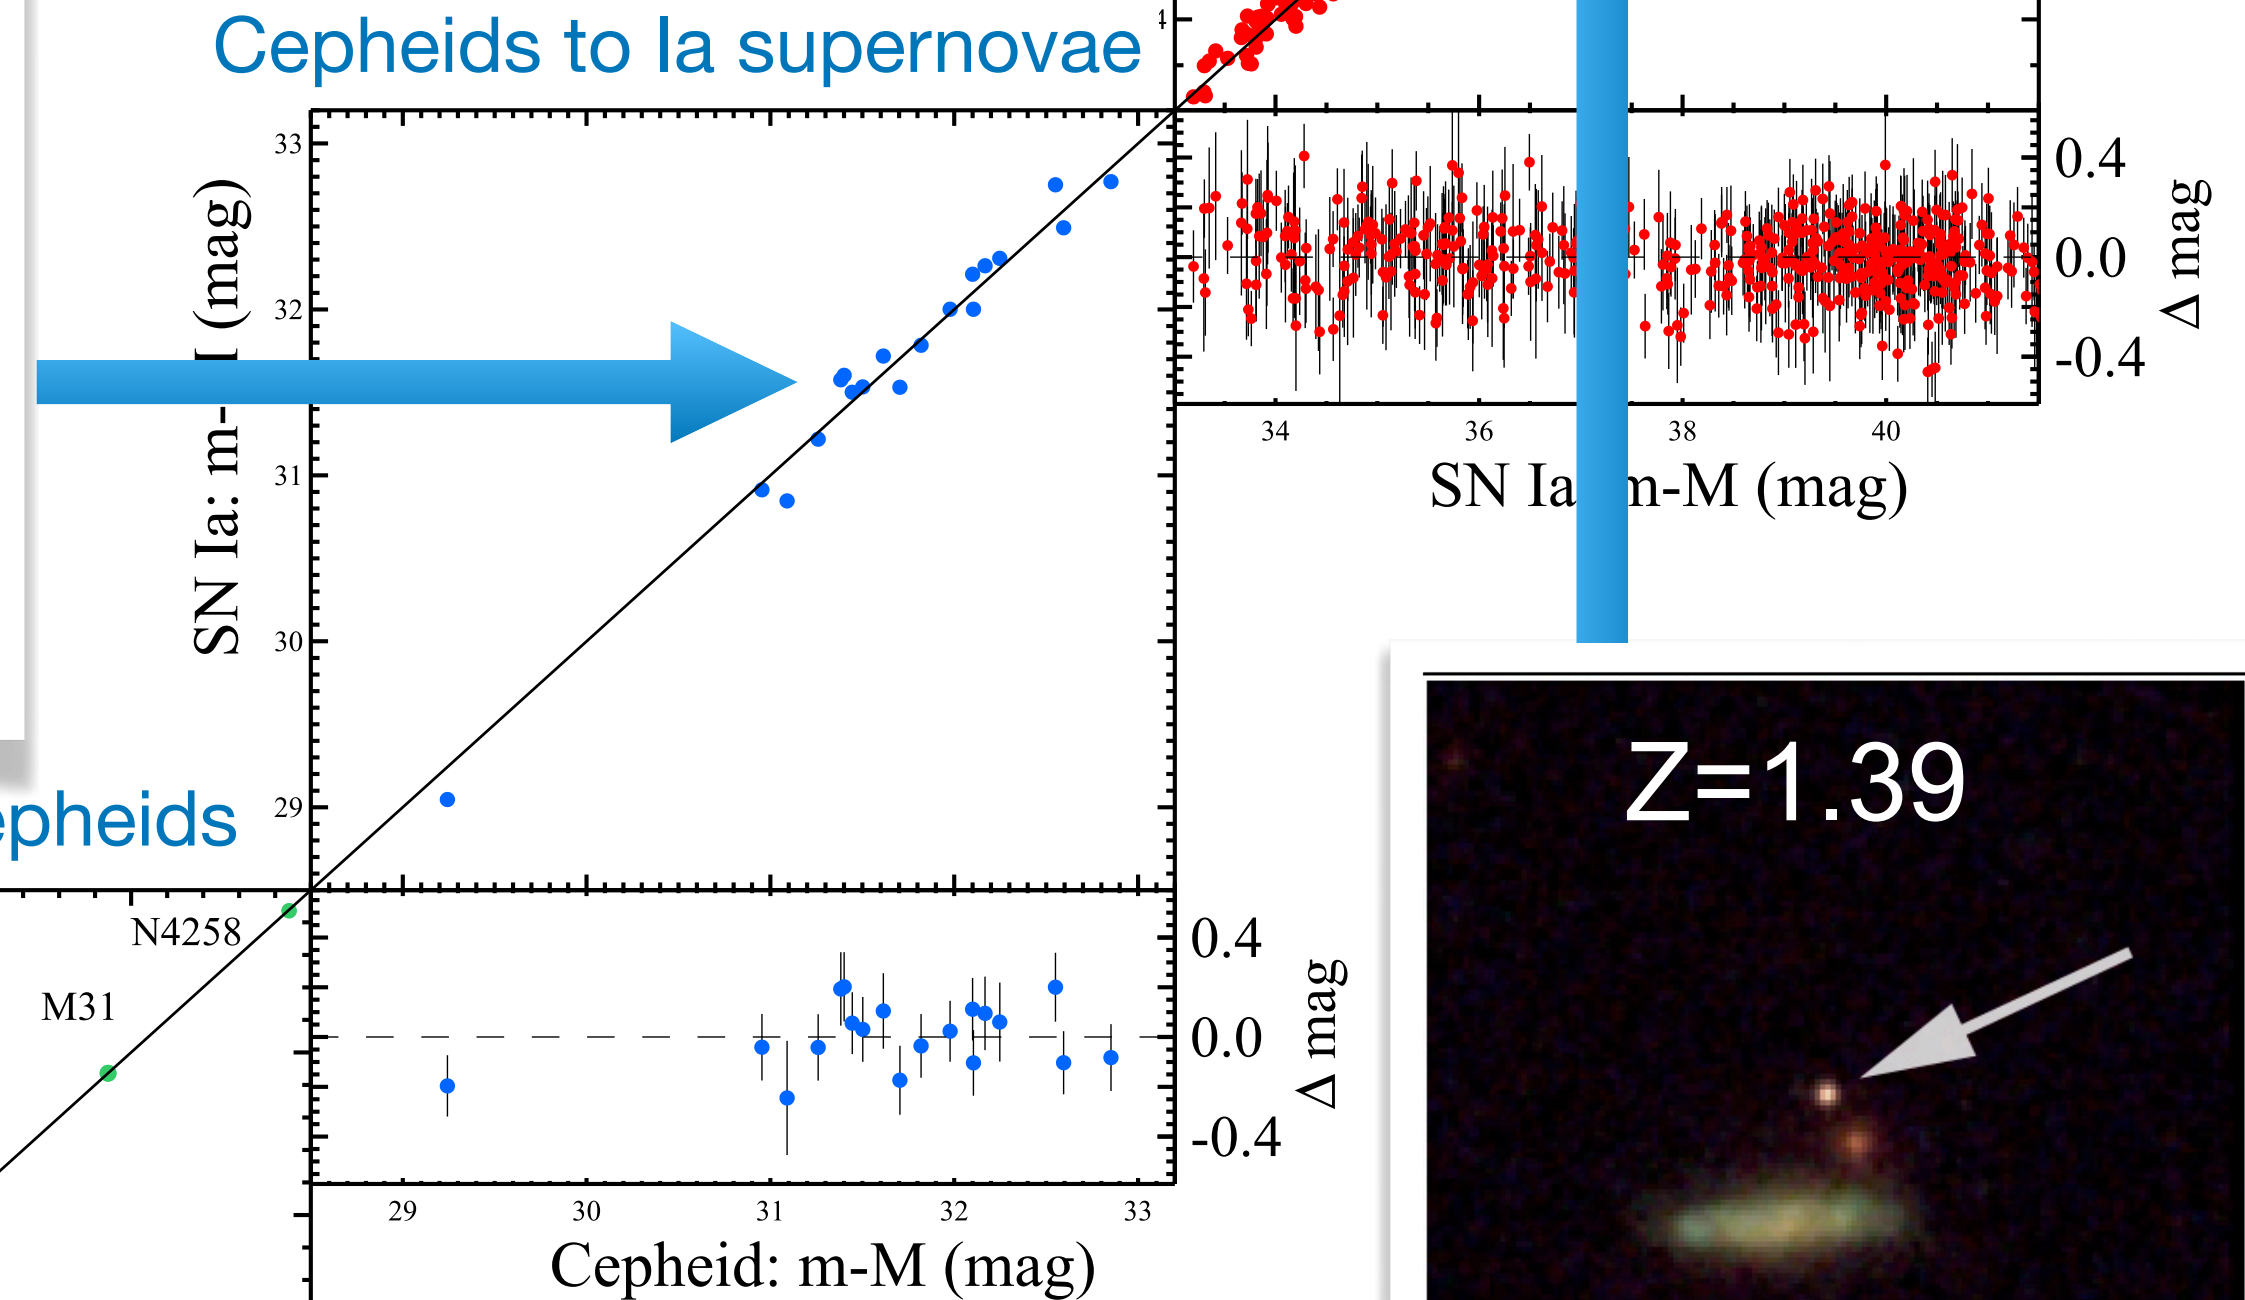 Cepheids to Ia supernovae
33
32
31
30
29
SN Ia: m-
(mag)
0.4
0.0
-0.4
Δ mag
34
36
38
40
SN Ia
m-M (mag)
Z=1.39
N4258
M31
0.4
0.0
-0.4
Δ mag
29
30
31
32
33
Cepheid: m-M (mag)